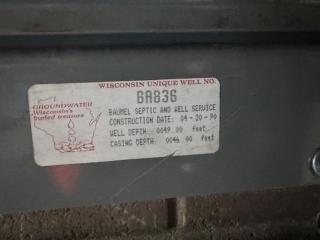 WISCONSIN UNIQUE WELL NO.
BA836
GROUNDWATER
Wisconsin's
buried treasure
BAUMEL SEPTIC AND WELL SERVICE
CONSTRUCTION DATE: 04-20-90
WELL DEPTH: 0049.00 feet
CASING DEPTH: 0046.00 feet